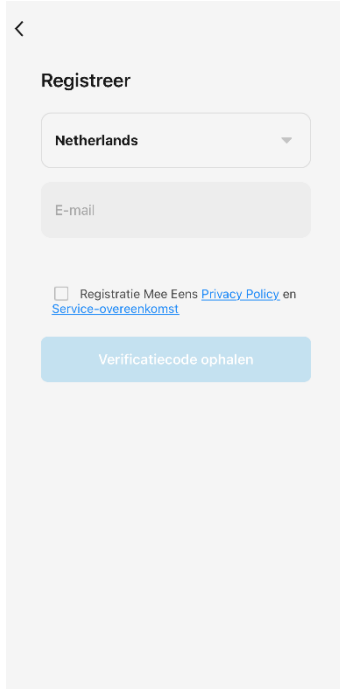 Registreer
Netherlands
E-mail
Registratie Mee Eens Privacy Policy en
Service-overeenkomst
Verificatiecode ophalen